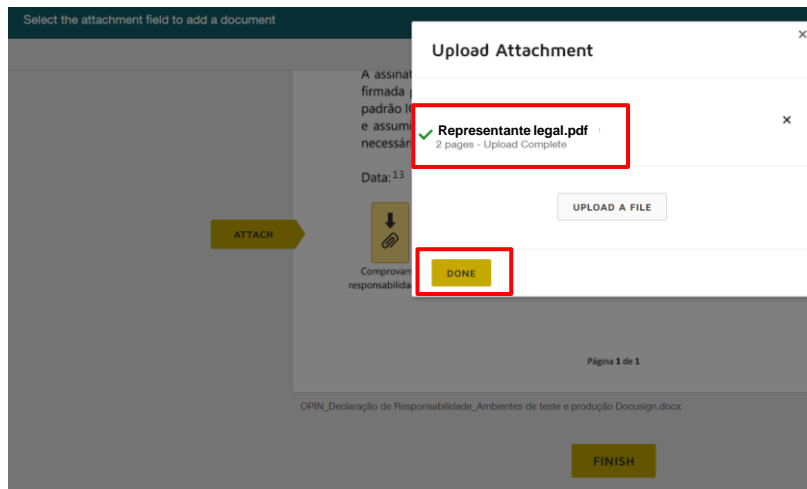 Select the attachment field to add a document
×
Upload Attachment
A assinat
firmada
padrão
e assumi
necessár
Representante legal.pdf
2 pages - Upload Complete
×
Data: 13
UPLOAD A FILE
ATTACH
DONE
Comprovan
responsabilida
Página 1 de 1
OPIN_Declaração de Responsabilidade_Ambientes de teste e produção Docusign.docx
FINISH